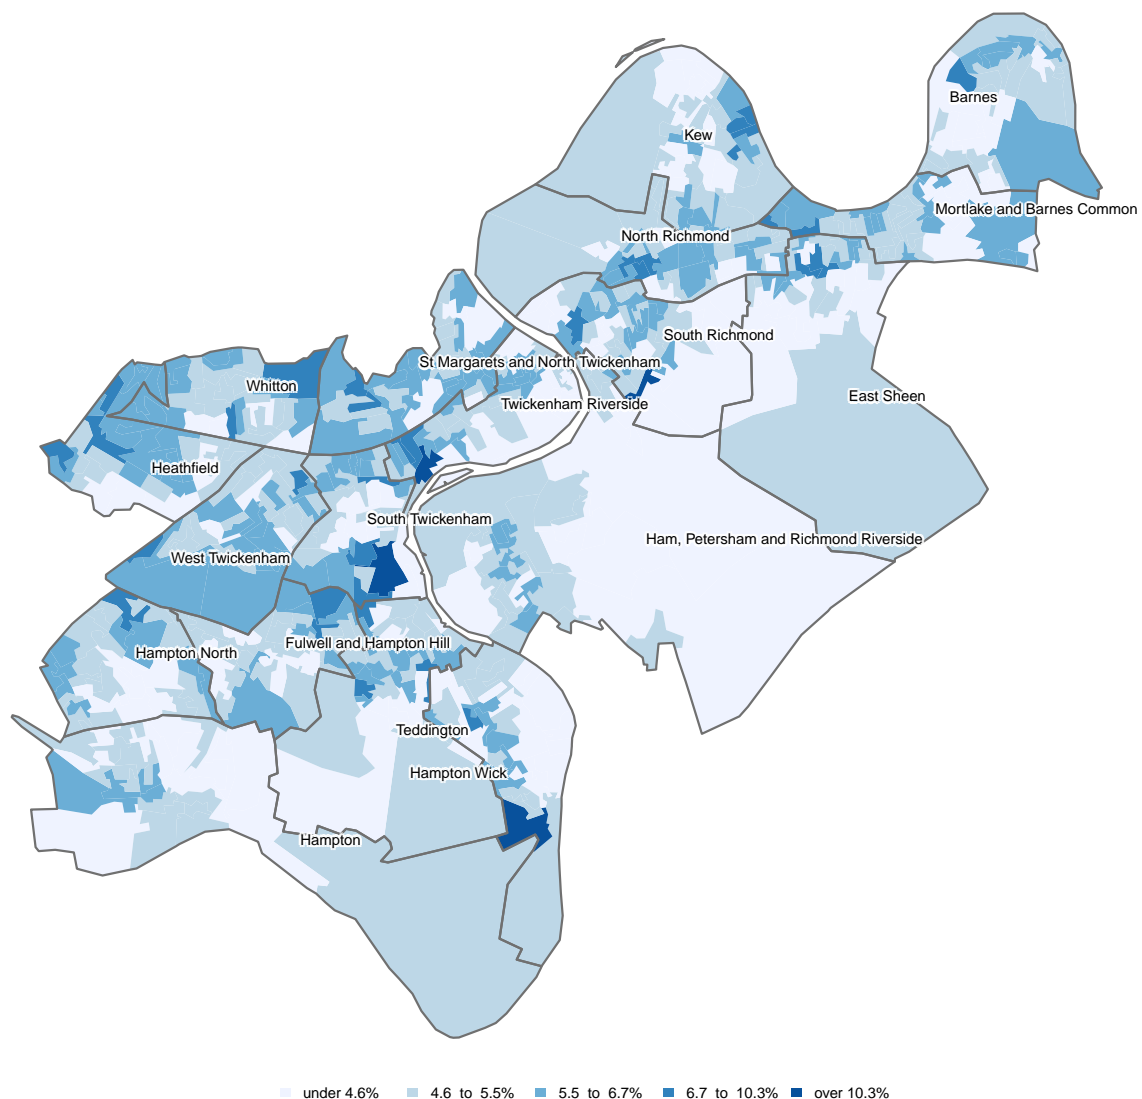 Barnes
Kew
Mortlake and Barnes Common
North Richmond
South Richmond
St Margarets and North Twickenham
Whitton
East Sheen
Twickenham Riverside
Heathfield
South Twickenham
Ham, Petersham and Richmond Riverside
West Twickenham
Fulwell and Hampton Hill
Hampton North
Teddington
Hampton Wick
Hampton
under 4.6%  4.6 to 5.5%  5.5 to 6.7%  6.7 to 10.3%  over 10.3%